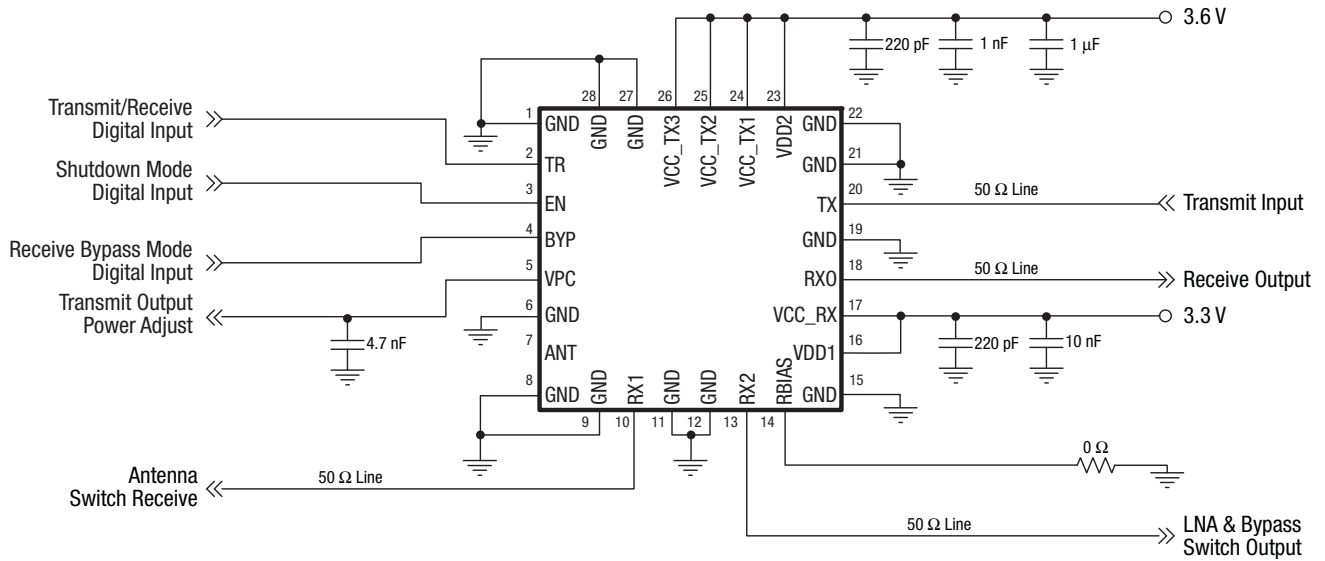 3.6 V
220 pF
1 nF
1 μF
28
27
26
25
24
23
Transmit/Receive
Digital Input
Shutdown Mode
Digital Input
Receive Bypass Mode
Digital Input
Transmit Output
Power Adjust
4.7 nF
1
GND
2
TR
3
EN
4
BYP
5
VPC
6
GND
7
ANT
8
GND
GND
GND
VCC_TX3
VCC_TX2
VCC_TX1
VDD2
GND
22
GND
21
TX
20
50 Ω Line
Transmit Input
GND
19
RXO
18
50 Ω Line
Receive Output
VCC_RX
17
3.3 V
VDD1
16
220 pF
10 nF
GND
15
GND
RX1
GND
GND
RX2
RBIAS
9
10
11
12
13
14
0 Ω
Antenna
Switch Receive
50 Ω Line
50 Ω Line
LNA & Bypass
Switch Output